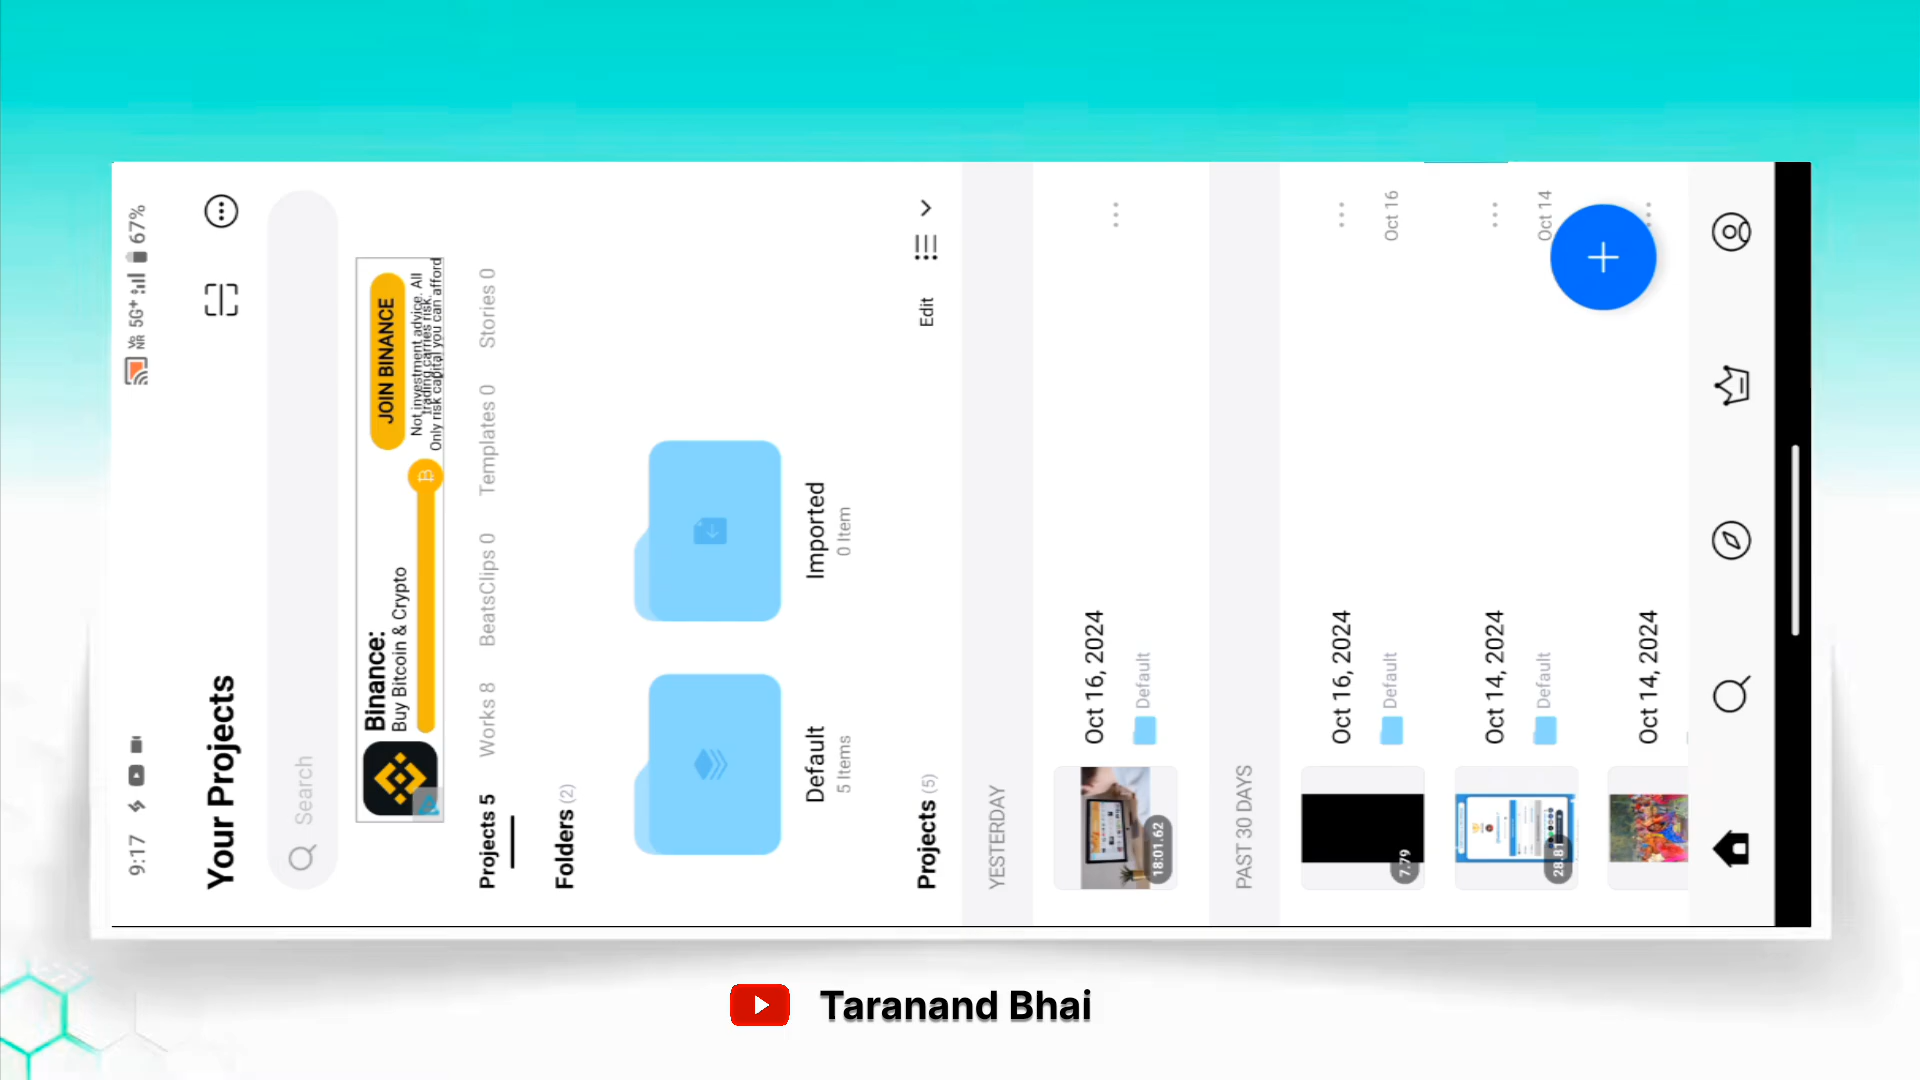 9:17
Vo NR 5G+ 67%
Your Projects
Search
Binance:
Buy Bitcoin & Crypto
JOIN BINANCE
Not investment advice. All
trading carries risk.
Only risk capital you can afford
Projects 5 Works 8 BeatsClips 0 Templates 0 Stories 0
Folders (2)
Default
5 Items
Imported
0 Item
Projects (5)
Edit
YESTERDAY
Oct 16, 2024
Default
18:01.62
PAST 30 DAYS
Oct 16, 2024
Default
Oct 16
7.79
Oct 14, 2024
Default
Oct 14
28.81
Oct 14, 2024
Taranand Bhai